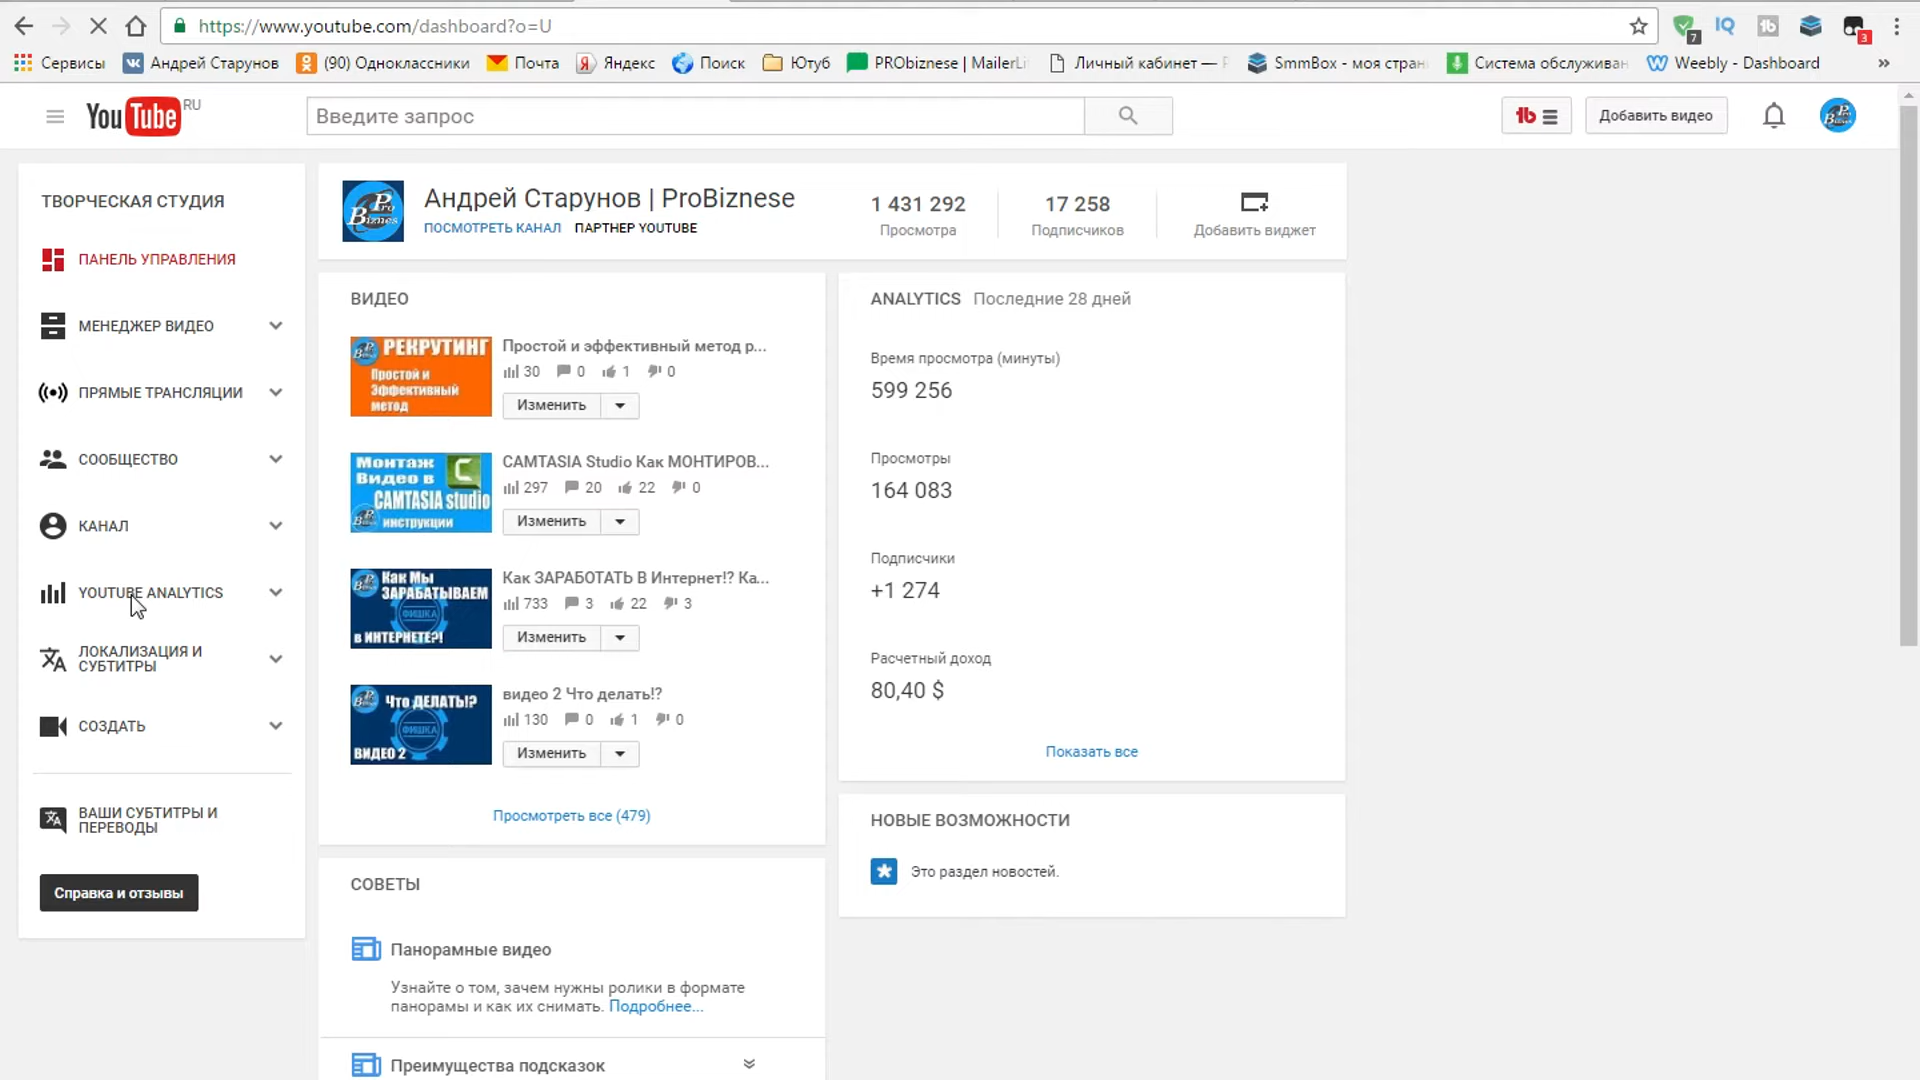 https://www.youtube.com/dashboard?o=U
7
IQ
3
Сервисы
Андрей Старунов
(90) Одноклассники
Почта
Яндекс
Поиск
Ютуб
PRObiznese | MailerLi
Личный кабинет —
SmmBox - моя стран
Система обслуживан
Weebly - Dashboard
»
YouTube RU
Введите запрос
Добавить видео
ТВОРЧЕСКАЯ СТУДИЯ
ПАНЕЛЬ УПРАВЛЕНИЯ
МЕНЕДЖЕР ВИДЕО
ПРЯМЫЕ ТРАНСЛЯЦИИ
СООБЩЕСТВО
КАНАЛ
YOUTUBE ANALYTICS
ЛОКАЛИЗАЦИЯ И
СУБТИТРЫ
СОЗДАТЬ
ВАШИ СУБТИТРЫ И
ПЕРЕВОДЫ
Справка и отзывы
Pro
Biznes
Андрей Старунов | ProBiznese
ПОСМОТРЕТЬ КАНАЛ ПАРТНЕР YOUTUBE
1 431 292
Просмотра
17 258
Подписчиков
Добавить виджет
ВИДЕО
РЕКРУТИНГ
Простой и
Эффективный
метод
Простой и эффективный метод р...
30 0 1 0
Изменить
Монтаж
Видео в
CAMTASIA studio
инструкции
CAMTASIA Studio Как МОНТИРОВ...
297 20 22 0
Изменить
Как Мы
ЗАРАБАТЫВАЕМ
ФИШКА
в ИНТЕРНЕТЕ?!
Как ЗАРАБОТАТЬ В Интернет!? Ка...
733 3 22 3
Изменить
Что ДЕЛАТЬ!?
ФИШКА
ВИДЕО 2
видео 2 Что делать!?
130 0 1 0
Изменить
Просмотреть все (479)
ANALYTICS Последние 28 дней
Время просмотра (минуты)
599 256
Просмотры
164 083
Подписчики
+1 274
Расчетный доход
80,40 $
Показать все
НОВЫЕ ВОЗМОЖНОСТИ
Это раздел новостей.
СОВЕТЫ
Панорамные видео
Узнайте о том, зачем нужны ролики в формате
панорамы и как их снимать. Подробнее...
Преимущества подсказок